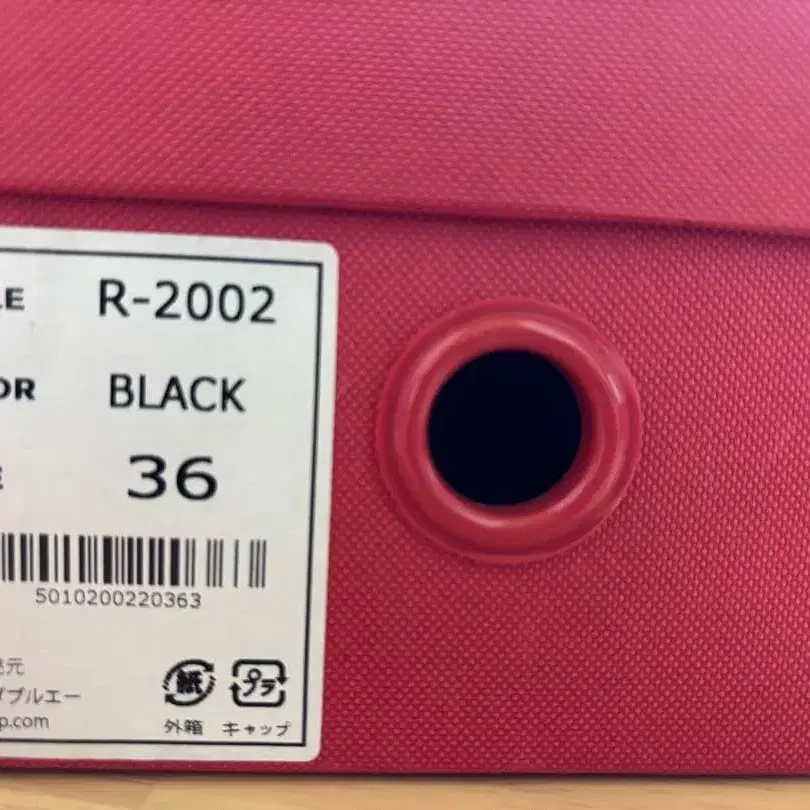 LE R-2002
OR BLACK
E 36
5010200220363
売元
ダブルエー
p.com
紙 プラ
外箱 キャップ